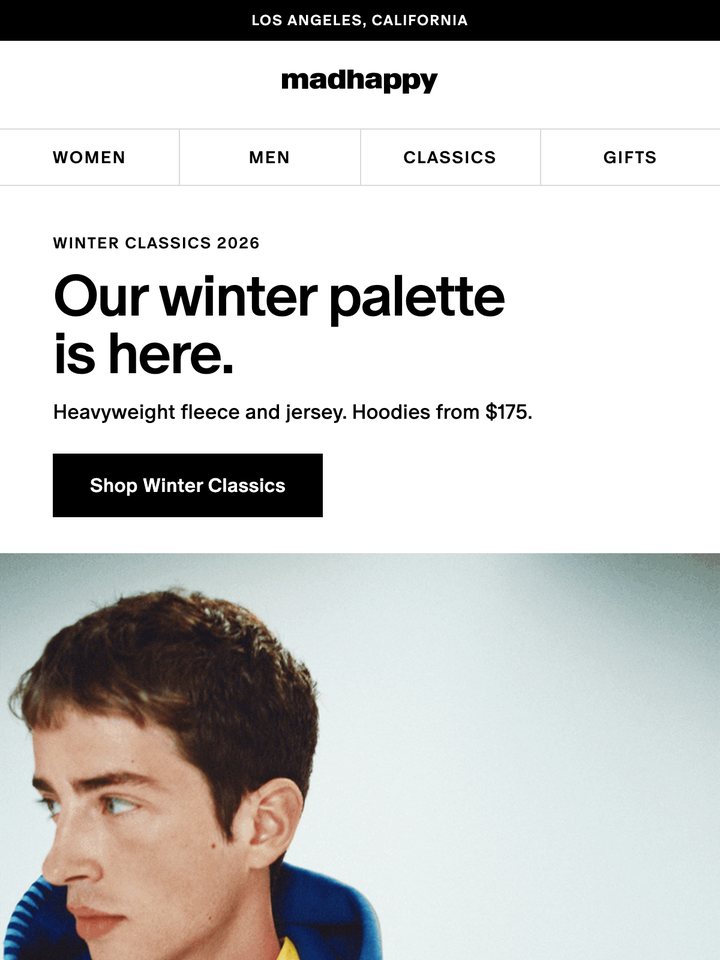 LOS ANGELES, CALIFORNIA
madhappy
WOMEN
MEN
CLASSICS
GIFTS
WINTER CLASSICS 2026
Our winter palette
is here.
Heavyweight fleece and jersey. Hoodies from $175.
Shop Winter Classics